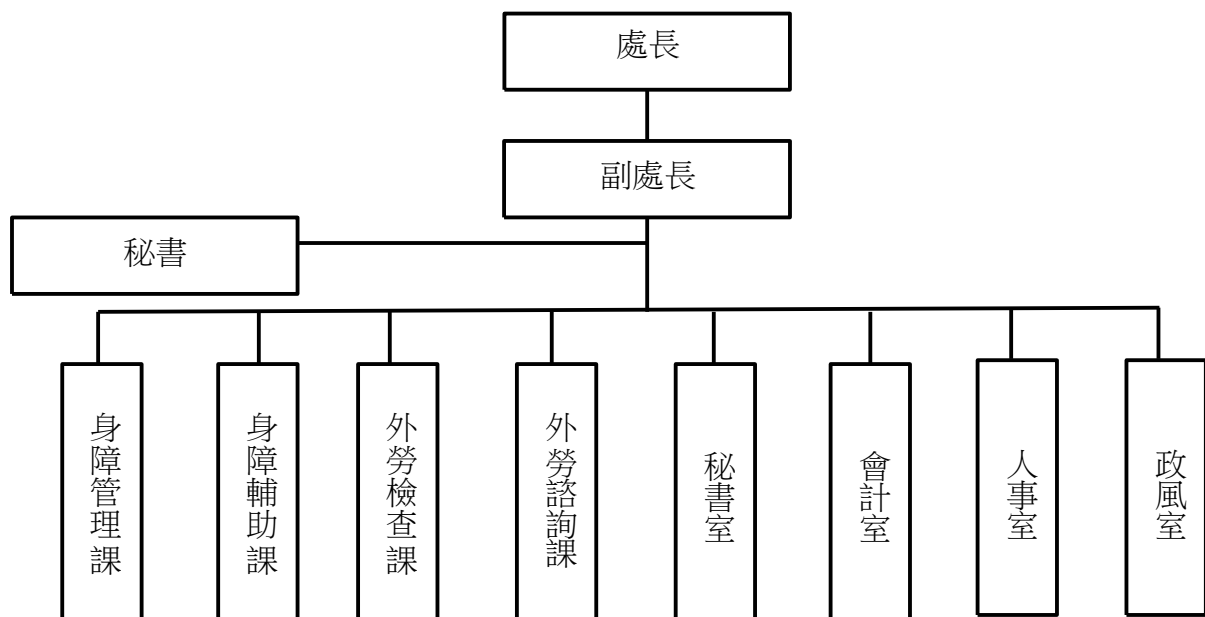 處長
副處長
秘書
身障管理課
身障輔助課
外勞檢查課
外勞諮詢課
秘書室
會計室
人事室
政風室